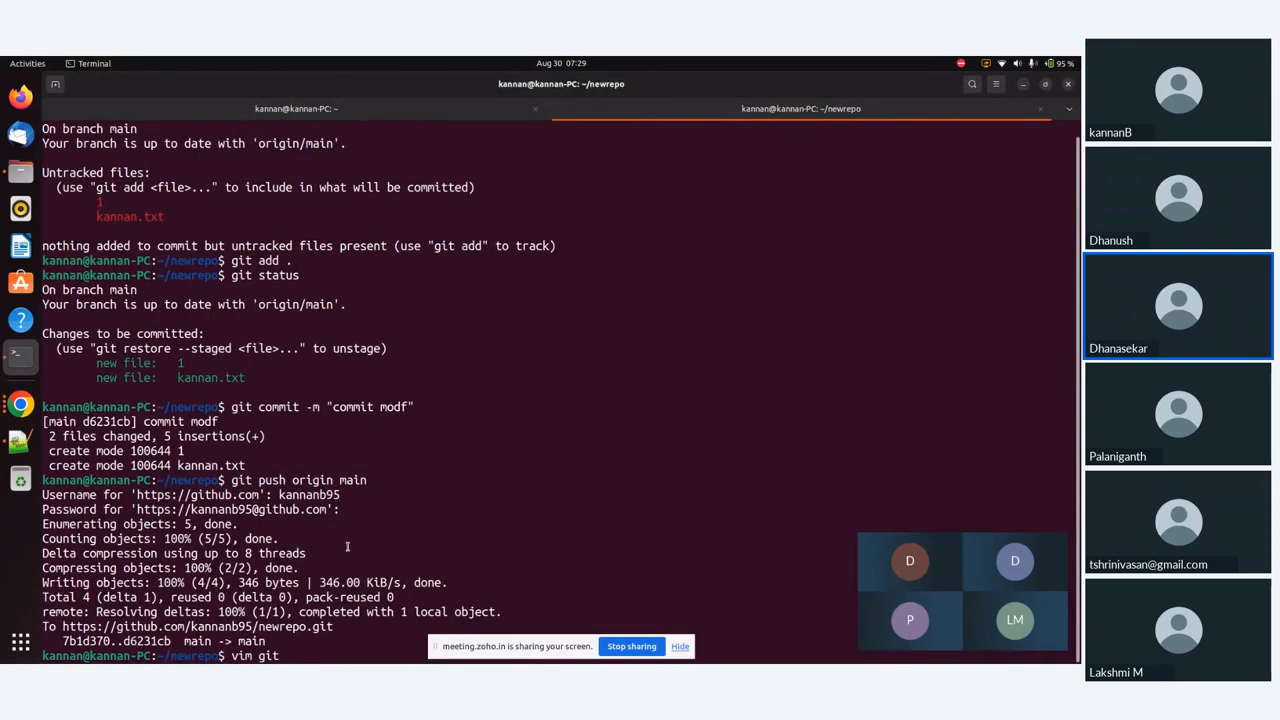 Activities
Terminal
Aug 30 07:29
95 %
kannan@kannan-PC: ~/newrepo
kannan@kannan-PC: ~
kannan@kannan-PC: ~/newrepo
On branch main
Your branch is up to date with 'origin/main'.
Untracked files:
(use "git add <file>..." to include in what will be committed)
1
kannan.txt
nothing added to commit but untracked files present (use "git add" to track)
kannan@kannan-PC:~/newrepo$ git add .
kannan@kannan-PC:~/newrepo$ git status
On branch main
Your branch is up to date with 'origin/main'.
Changes to be committed:
(use "git restore --staged <file>..." to unstage)
new file:   1
new file:   kannan.txt
kannan@kannan-PC:~/newrepo$ git commit -m "commit modf"
[main d6231cb] commit modf
2 files changed, 5 insertions(+)
create mode 100644 1
create mode 100644 kannan.txt
kannan@kannan-PC:~/newrepo$ git push origin main
Username for 'https://github.com': kannanb95
Password for 'https://kannanb95@github.com':
Enumerating objects: 5, done.
Counting objects: 100% (5/5), done.
Delta compression using up to 8 threads
Compressing objects: 100% (2/2), done.
Writing objects: 100% (4/4), 346 bytes | 346.00 KiB/s, done.
Total 4 (delta 1), reused 0 (delta 0), pack-reused 0
remote: Resolving deltas: 100% (1/1), completed with 1 local object.
To https://github.com/kannanb95/newrepo.git
7b1d370..d6231cb  main -> main
kannan@kannan-PC:~/newrepo$ vim git
meeting.zoho.in is sharing your screen.
Stop sharing
Hide
D
D
P
LM
kannanB
Dhanush
Dhanasekar
Palaniganth
tshrinivasan@gmail.com
Lakshmi M